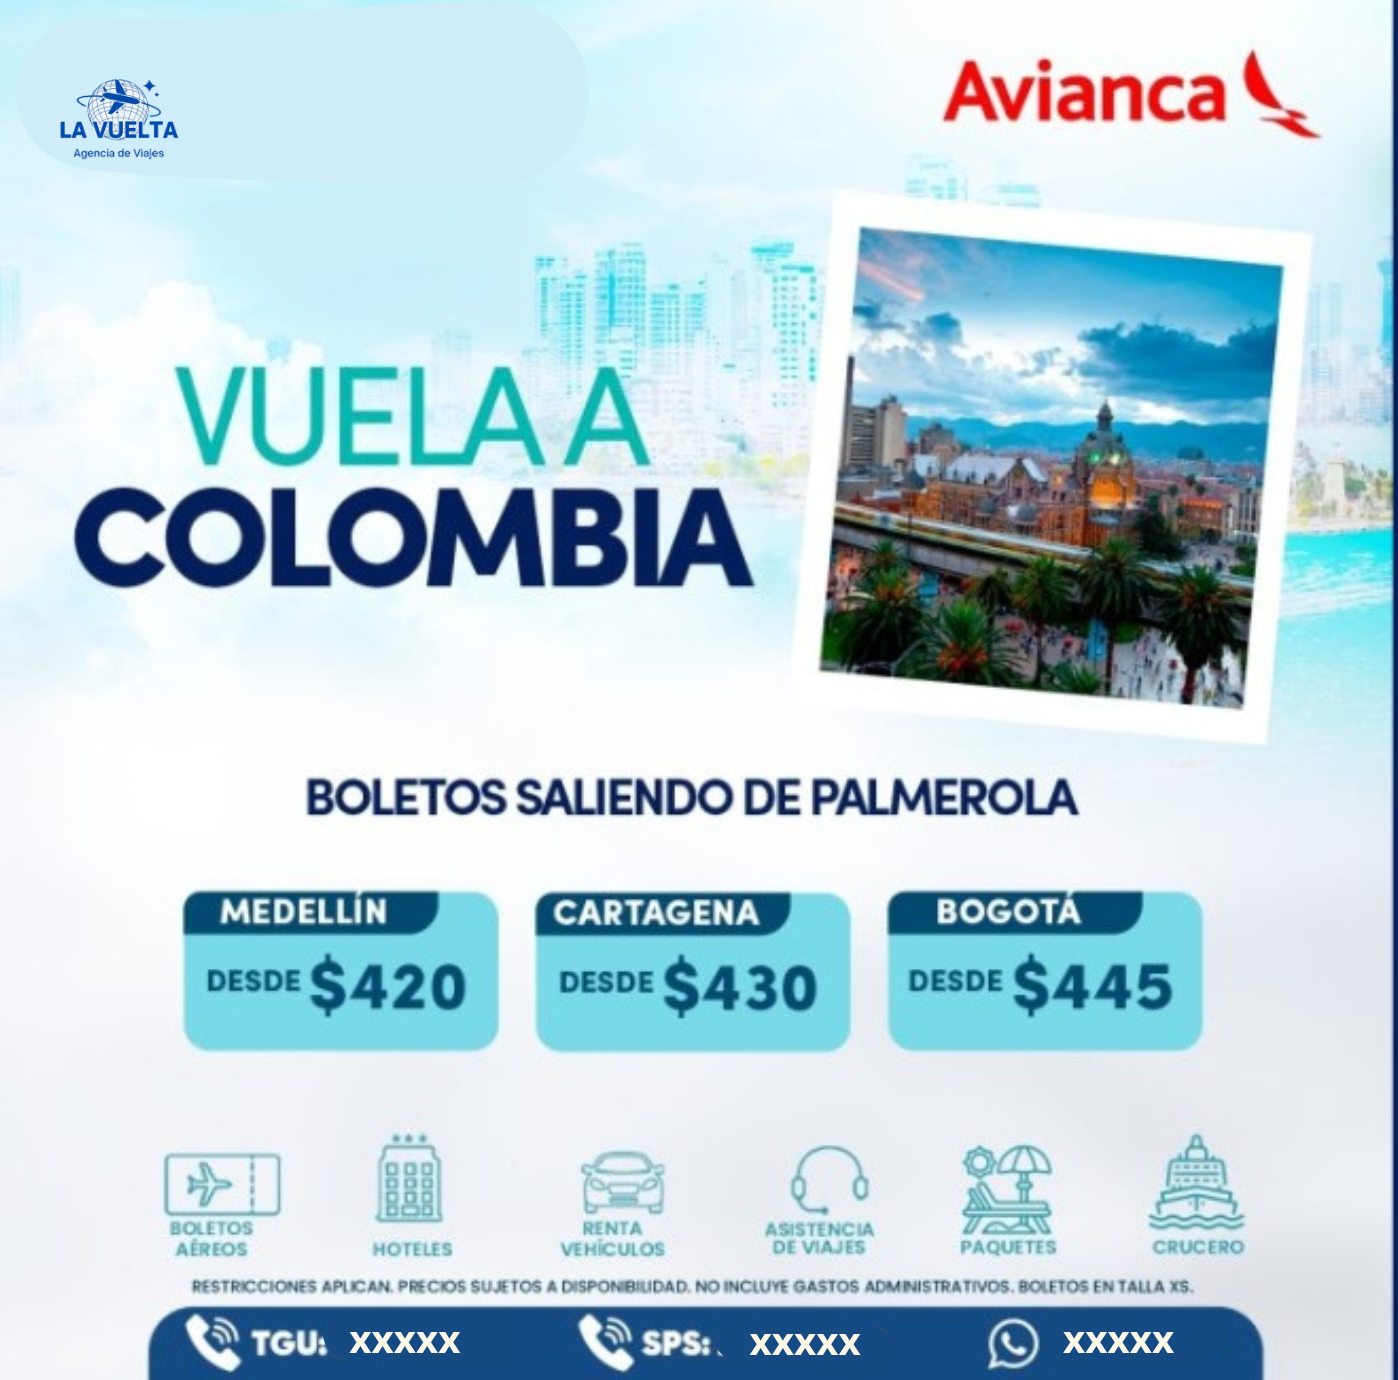 LA VUELTA
Agencia de Viajes
Avianca
VUELA A
COLOMBIA
BOLETOS SALIENDO DE PALMEROLA
MEDELLÍN
DESDE $420
CARTAGENA
DESDE $430
BOGOTÁ
DESDE $445
BOLETOS
AÉREOS
HOTELES
RENTA
VEHÍCULOS
ASISTENCIA
DE VIAJES
PAQUETES
CRUCERO
RESTRICCIONES APLICAN. PRECIOS SUJETOS A DISPONIBILIDAD. NO INCLUYE GASTOS ADMINISTRATIVOS. BOLETOS EN TALLA XS.
TGU: XXXXX
SPS: XXXXX
XXXXX